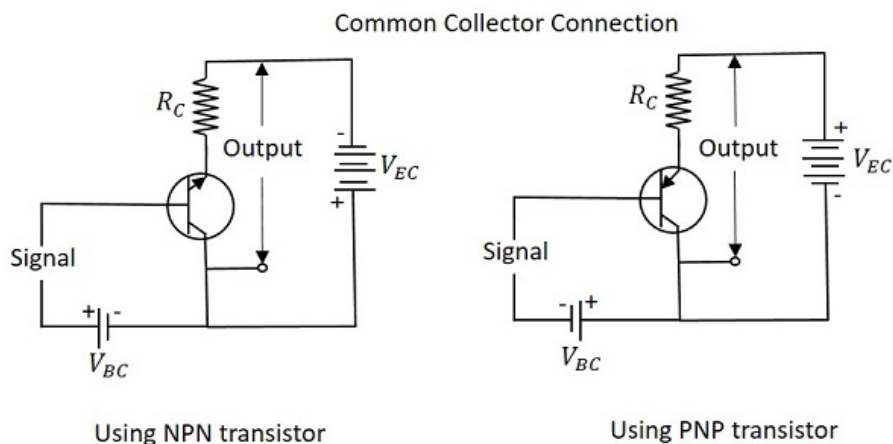 Common Collector Connection
R_C
Output
-
+
V_EC
Signal
+ -
V_BC
Using NPN transistor
R_C
Output
+
-
V_EC
Signal
- +
V_BC
Using PNP transistor